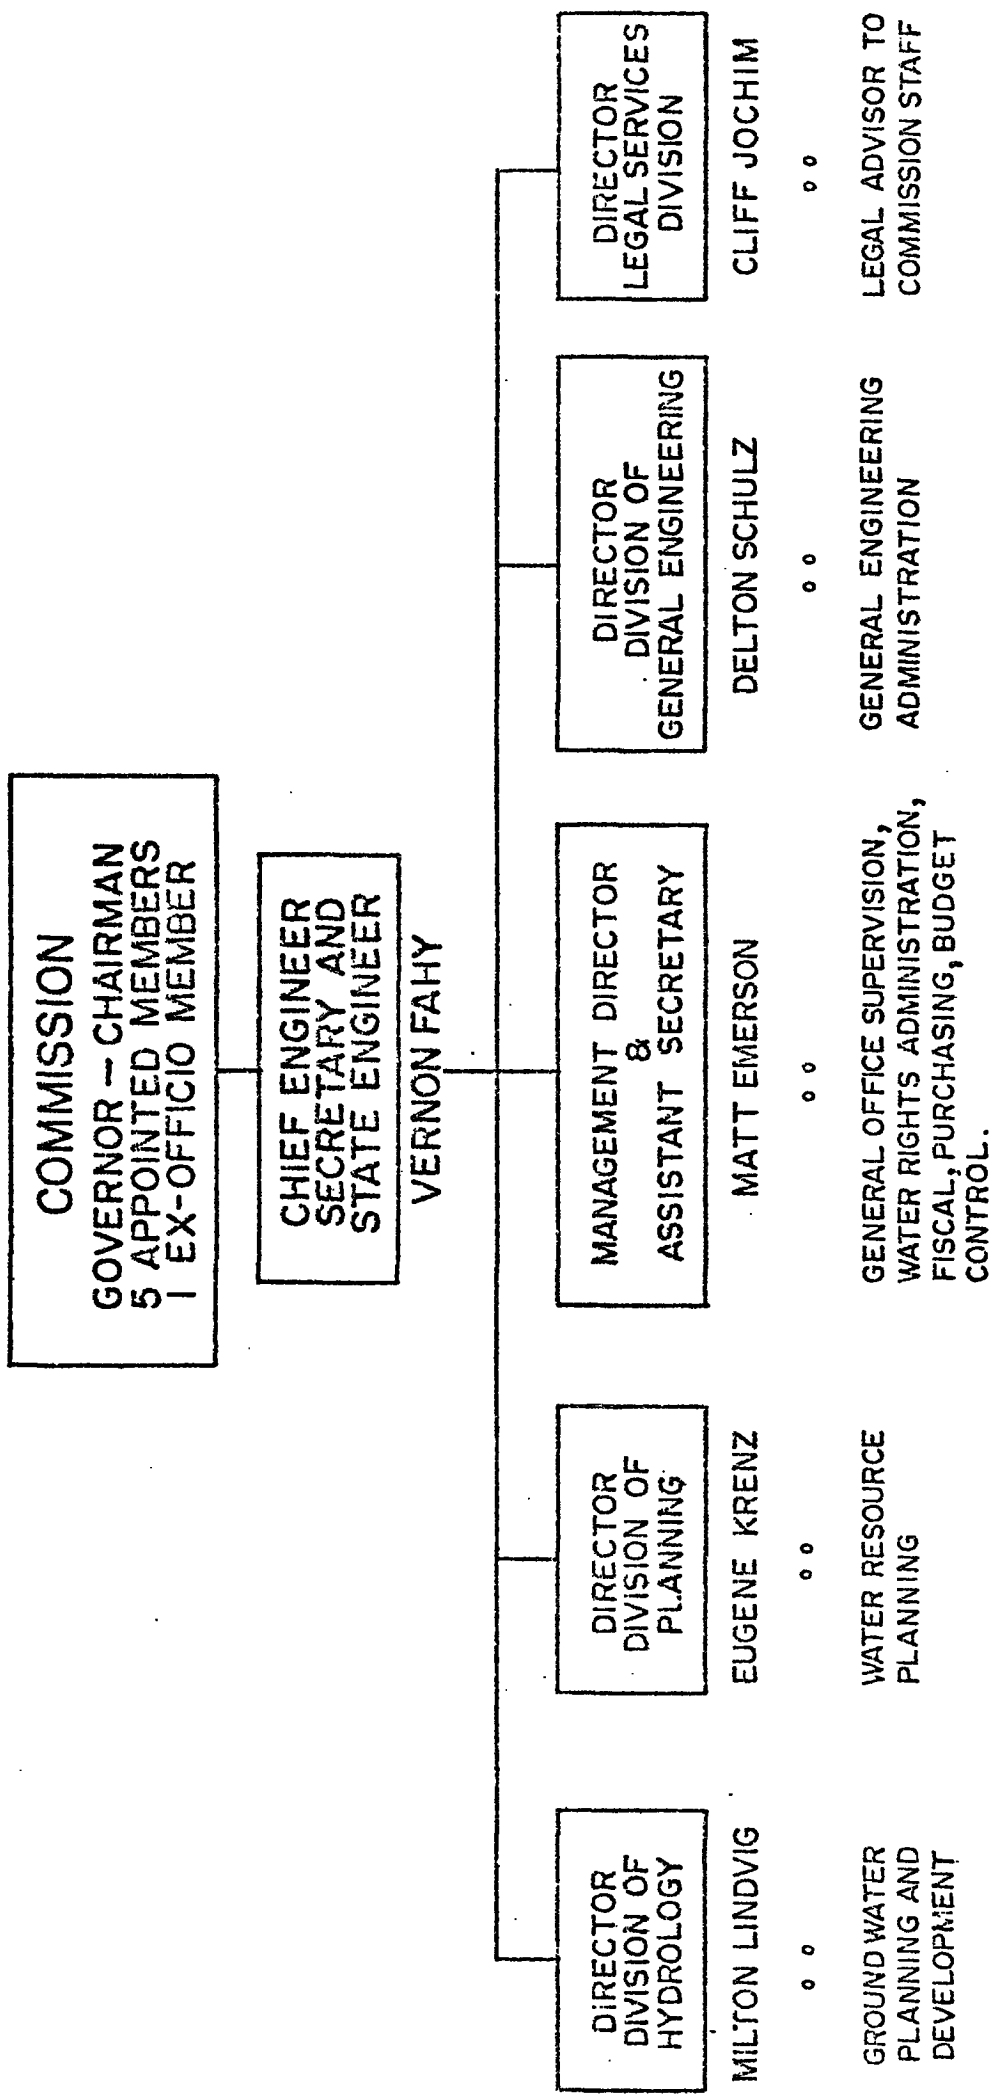 COMMISSION
GOVERNOR — CHAIRMAN
5 APPOINTED MEMBERS
1 EX-OFFICIO MEMBER
CHIEF ENGINEER
SECRETARY AND
STATE ENGINEER
VERNON FAHY
DIRECTOR
DIVISION OF
HYDROLOGY
MILTON LINDVIG
GROUND WATER
PLANNING AND
DEVELOPMENT
DIRECTOR
DIVISION OF
PLANNING
EUGENE KRENZ
WATER RESOURCE
PLANNING
MANAGEMENT DIRECTOR
&
ASSISTANT SECRETARY
MATT EMERSON
GENERAL OFFICE SUPERVISION,
WATER RIGHTS ADMINISTRATION,
FISCAL, PURCHASING, BUDGET
CONTROL.
DIRECTOR
DIVISION OF
GENERAL ENGINEERING
DELTON SCHULZ
GENERAL ENGINEERING
ADMINISTRATION
DIRECTOR
LEGAL SERVICES
DIVISION
CLIFF JOCHIM
LEGAL ADVISOR TO
COMMISSION STAFF